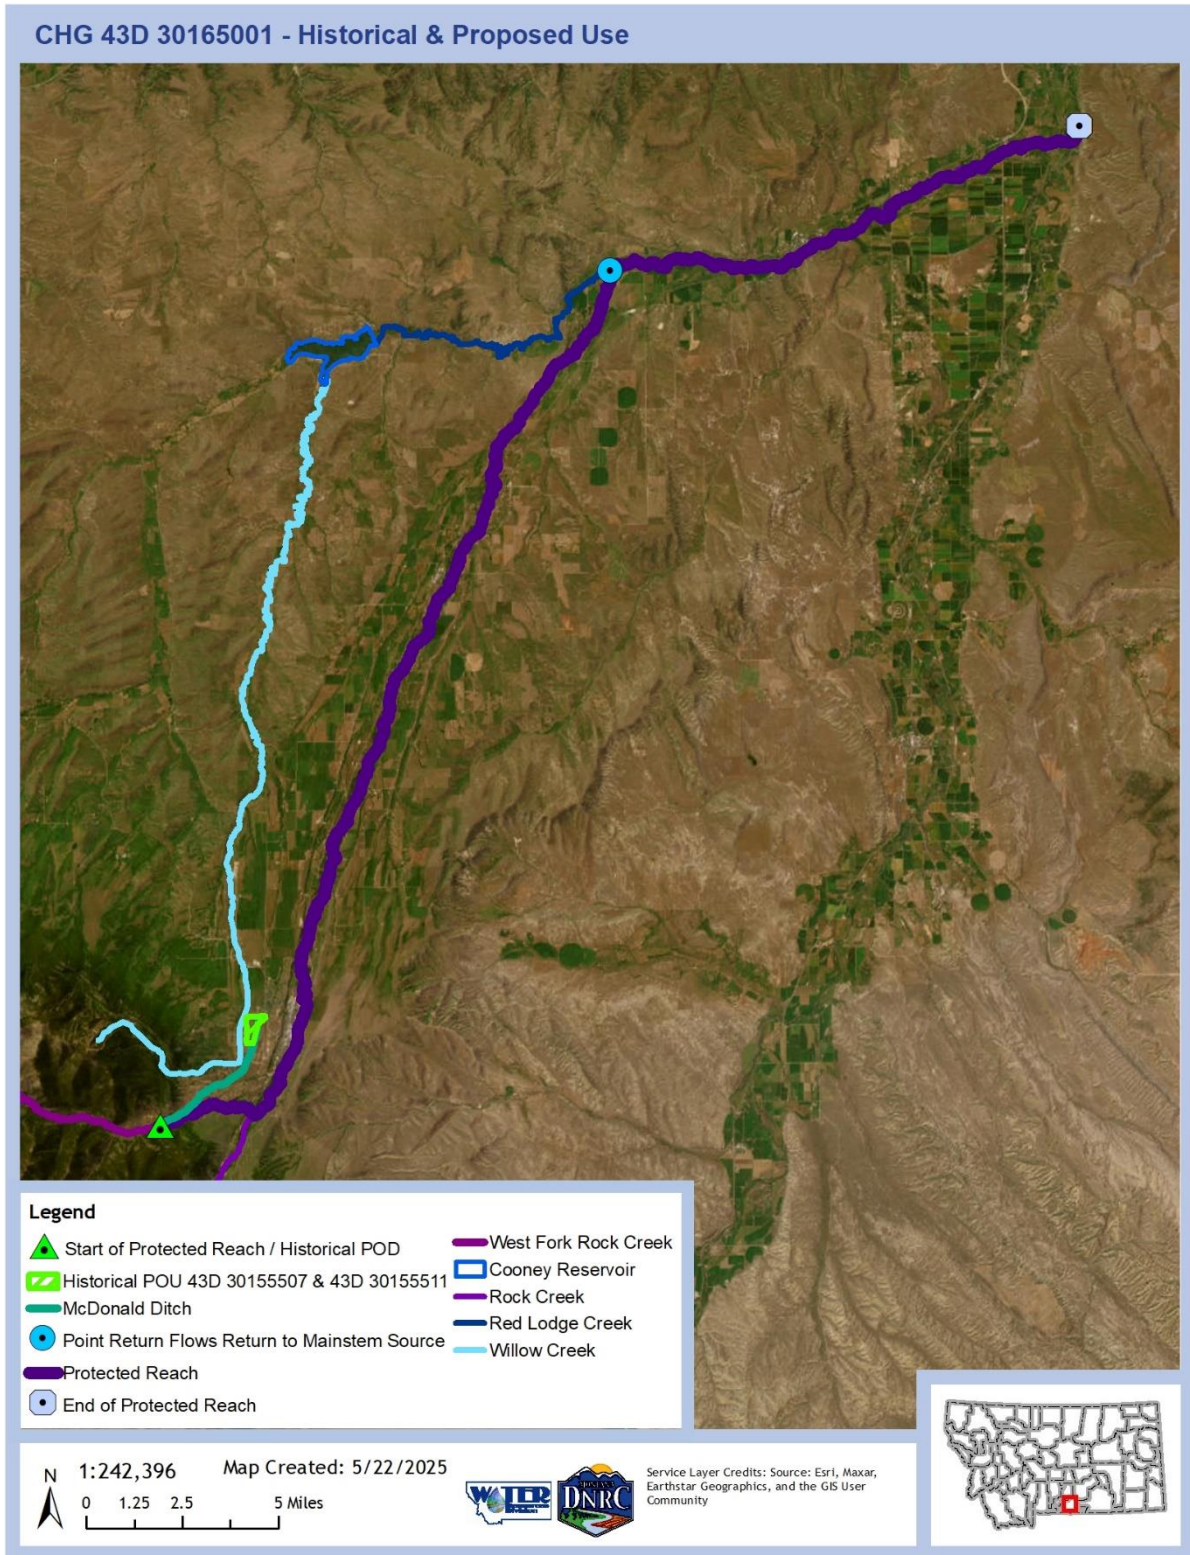 CHG 43D 30165001 - Historical & Proposed Use
Legend
Start of Protected Reach / Historical POD
Historical POU 43D 30155507 & 43D 30155511
McDonald Ditch
Point Return Flows Return to Mainstem Source
Protected Reach
End of Protected Reach
West Fork Rock Creek
Cooney Reservoir
Rock Creek
Red Lodge Creek
Willow Creek
N
1:242,396
Map Created: 5/22/2025
0 1.25 2.5 5 Miles
WATER
MONTANA
DNRC
Service Layer Credits: Source: Esri, Maxar,
Earthstar Geographics, and the GIS User
Community